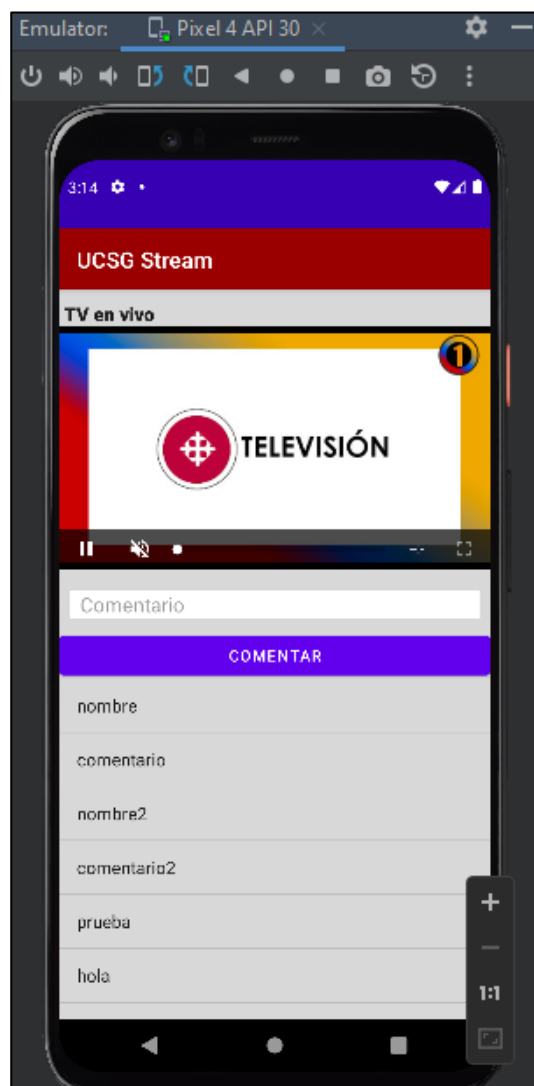 Emulator: Pixel 4 API 30
3:14
UCSG Stream
TV en vivo
1
TELEVISIÓN
Comentario
COMENTAR
nombre
comentario
nombre2
comentario2
prueba
hola
1:1